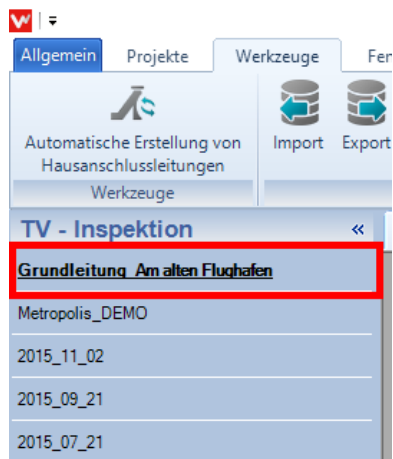 Allgemein Projekte Werkzeuge Fer
Automatische Erstellung von Import Export
Hausanschlussleitungen
Werkzeuge
TV - Inspektion «
Grundleitung_Am alten Flughafen
Metropolis_DEMO
2015_11_02
2015_09_21
2015_07_21